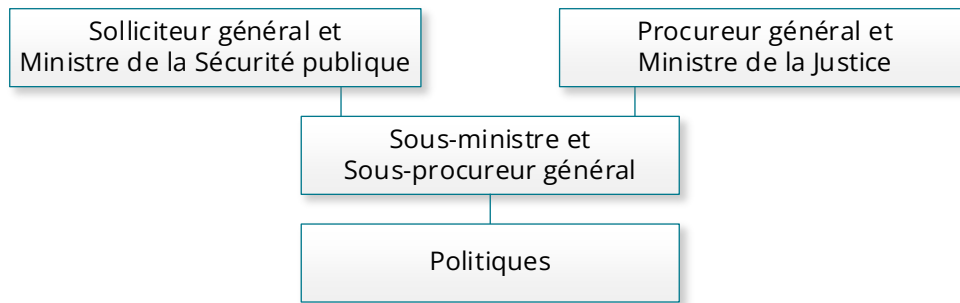 Solliciteur général et
Ministre de la Sécurité publique
Procureur général et
Ministre de la Justice
Sous-ministre et
Sous-procureur général
Politiques